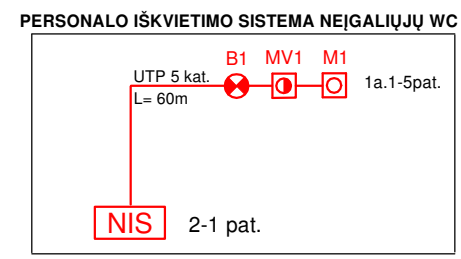 PERSONALO IŠKVIETIMO SISTEMA NEĮGALIŲJŲ WC
B1 MV1 M1
UTP 5 kat.
L= 60m
1a.1-5pat.
NIS 2-1 pat.